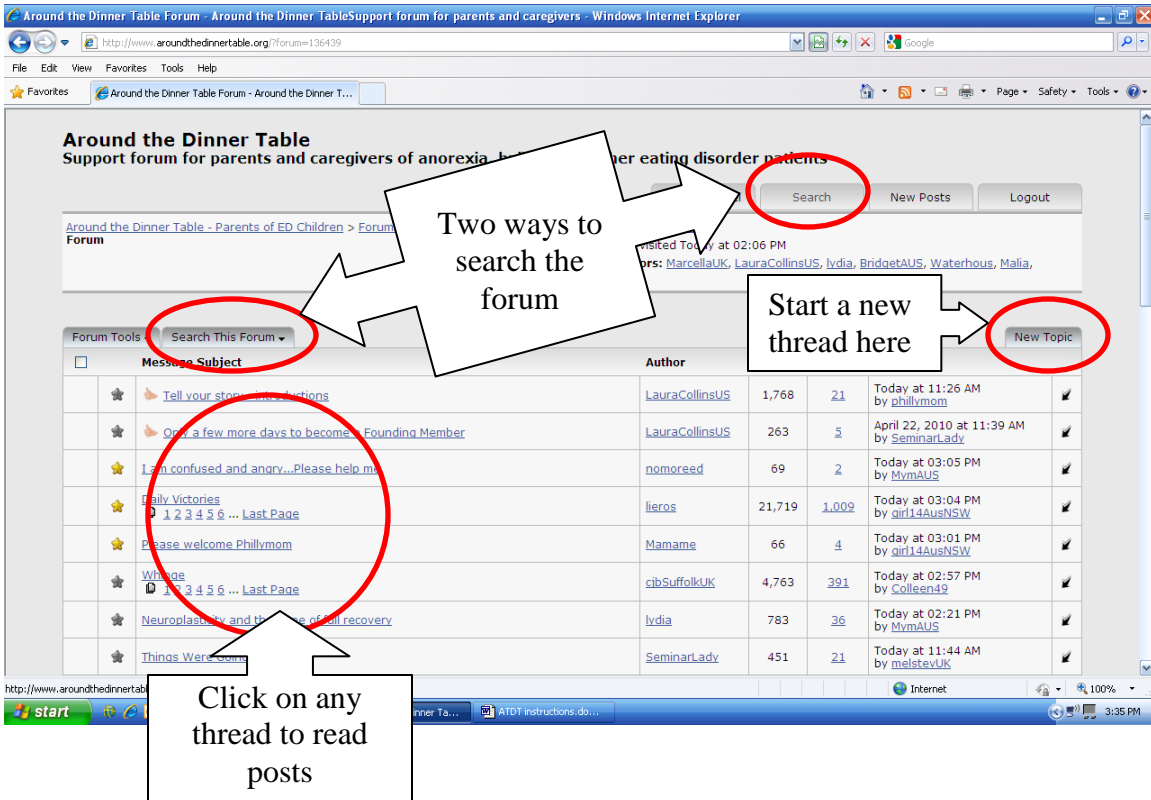 Around the Dinner Table Forum - Around the Dinner TableSupport forum for parents and caregivers - Windows Internet Explorer
http://www.aroundthedinnertable.org/?forum=136439
Google
File Edit View Favorites Tools Help
Favorites
Around the Dinner Table Forum - Around the Dinner T...
Page Safety Tools
Around the Dinner Table
Support forum for parents and caregivers of anorexia, eating disorder patients
Search
New Posts
Logout
Around the Dinner Table - Parents of ED Children > Forum
Forum
visited Today at 02:06 PM
MarcellaUK, LauraCollinsUS, lydia, BridgetAUS, Waterhous, Malia,
Two ways to
search the
forum
Start a new
thread here
Forum Tools
Search This Forum
New Topic
Message Subject
Author
Tell your story - introductions
LauraCollinsUS
1,768
21
Today at 11:26 AM
by phillymom
Only a few more days to become a Founding Member
LauraCollinsUS
263
5
April 22, 2010 at 11:39 AM
by SeminarLady
I am confused and angry...Please help me
nomoreed
69
2
Today at 03:05 PM
by MymAUS
Daily Victories
1 2 3 4 5 6 ... Last Page
lieros
21,719
1,009
Today at 03:04 PM
by girl14AusNSW
Please welcome Phillymom
Mamame
66
4
Today at 03:01 PM
by girl14AusNSW
Whinge
1 2 3 4 5 6 ... Last Page
cjbSuffolkUK
4,763
391
Today at 02:57 PM
by Colleen49
Neuroplasticity and the hope of full recovery
lydia
783
36
Today at 02:21 PM
by MymAUS
Things Were Going
SeminarLady
451
21
Today at 11:44 AM
by melstevUK
Click on any
thread to read
posts
http://www.aroundthedinnertab
Internet
100%
start
inner Ta...
ATDT instructions.do...
3:35 PM